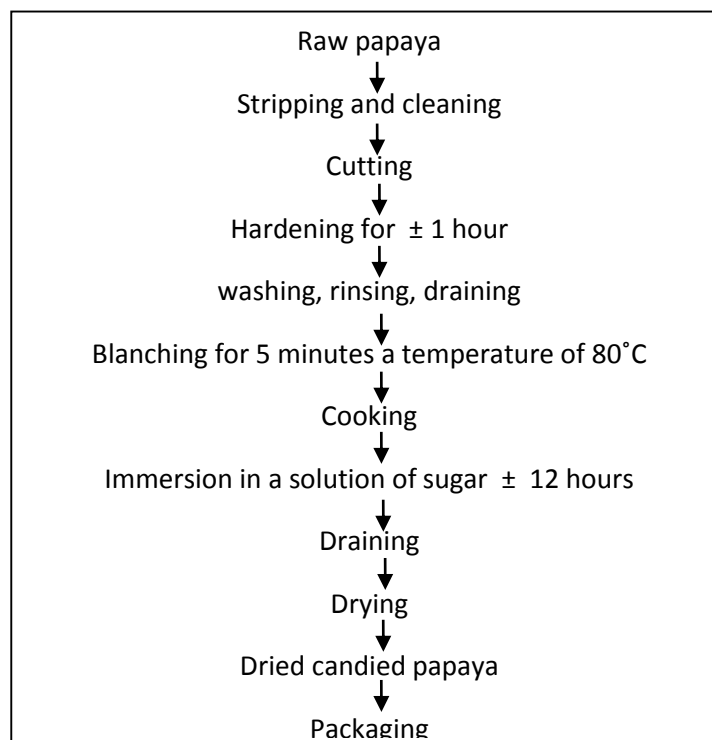 Raw papaya
Stripping and cleaning
Cutting
Hardening for ± 1 hour
washing, rinsing, draining
Blanching for 5 minutes a temperature of 80˚C
Cooking
Immersion in a solution of sugar ± 12 hours
Draining
Drying
Dried candied papaya
Packaging